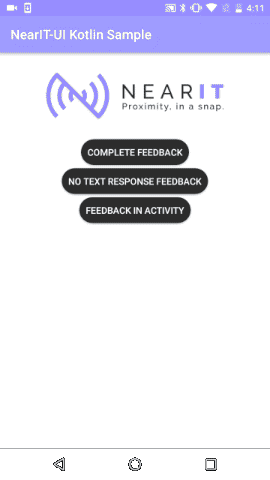 4:11
NearIT-UI Kotlin Sample
NEARIT
Proximity, in a snap.
COMPLETE FEEDBACK
NO TEXT RESPONSE FEEDBACK
FEEDBACK IN ACTIVITY